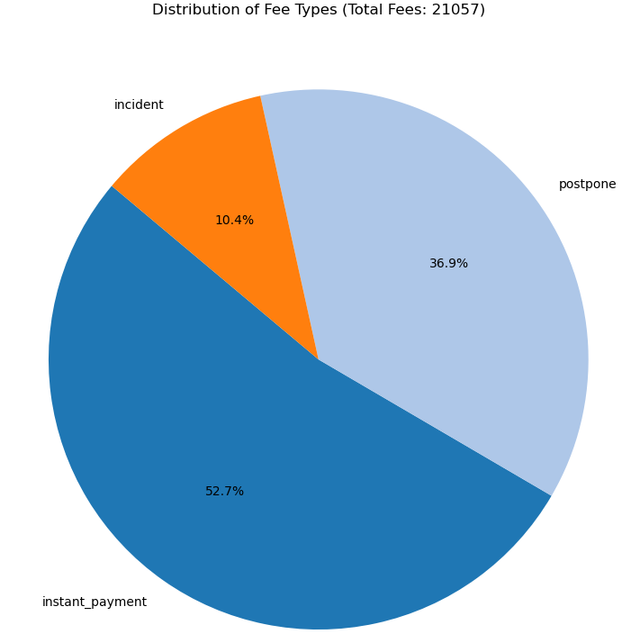 Distribution of Fee Types (Total Fees: 21057)
incident
postpone
10.4%
36.9%
52.7%
instant_payment